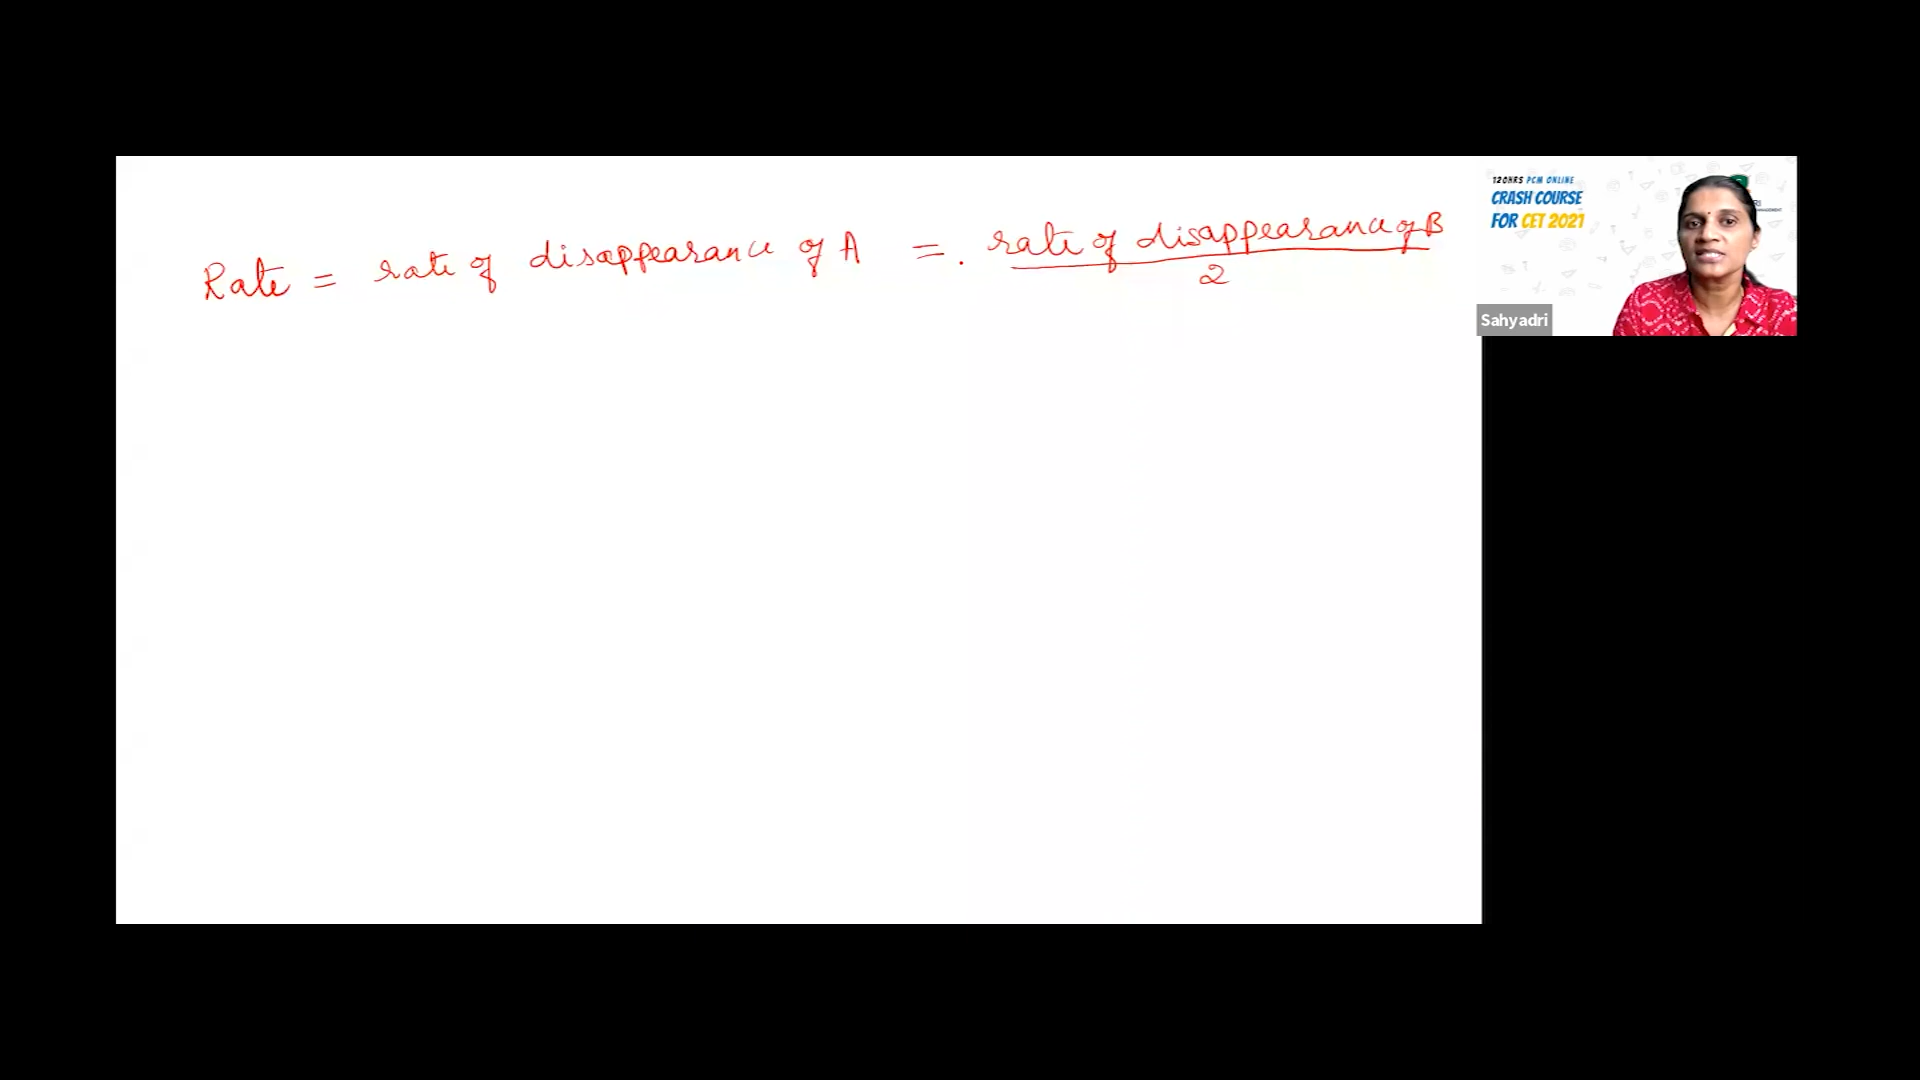 Rate = rate of disappearance of A =. rate of disappearance of B
2
120HRS PCM ONLINE
CRASH COURSE
FOR CET 2021
Sahyadri